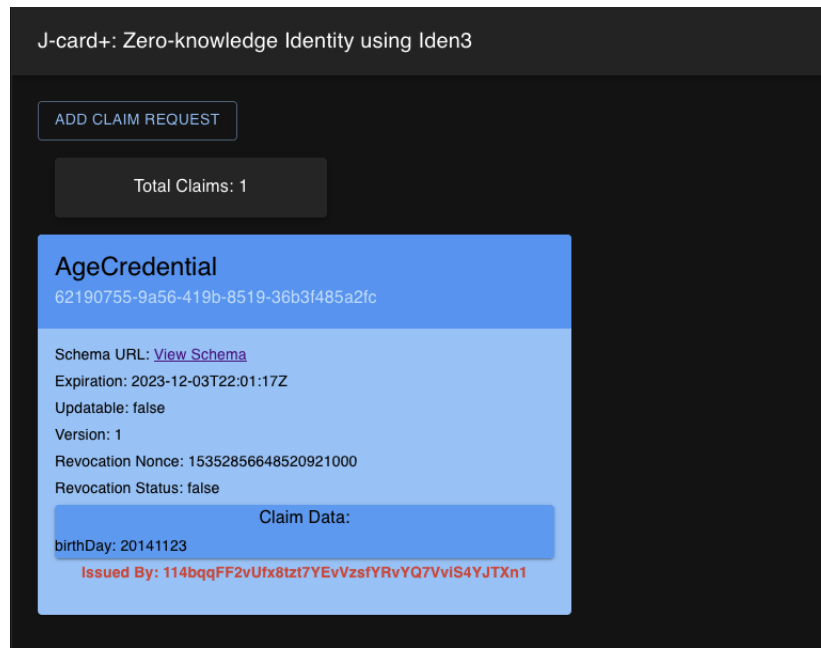 J-card+: Zero-knowledge Identity using Iden3
ADD CLAIM REQUEST
Total Claims: 1
AgeCredential
62190755-9a56-419b-8519-36b3f485a2fc
Schema URL: View Schema
Expiration: 2023-12-03T22:01:17Z
Updatable: false
Version: 1
Revocation Nonce: 15352856648520921000
Revocation Status: false
Claim Data:
birthDay: 20141123
Issued By: 114bqqFF2vUfx8tzt7YEvVzsfYRvYQ7VviS4YJTXn1